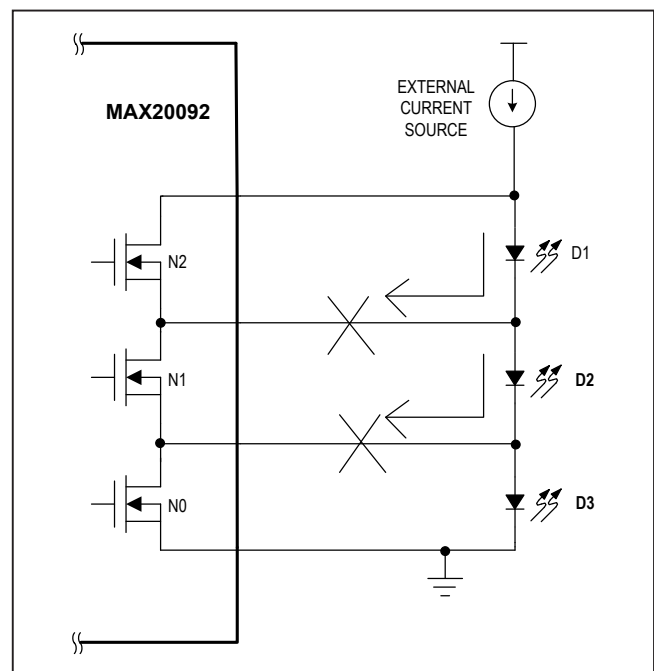 MAX20092
EXTERNAL
CURRENT
SOURCE
N2
D1
N1
D2
N0
D3